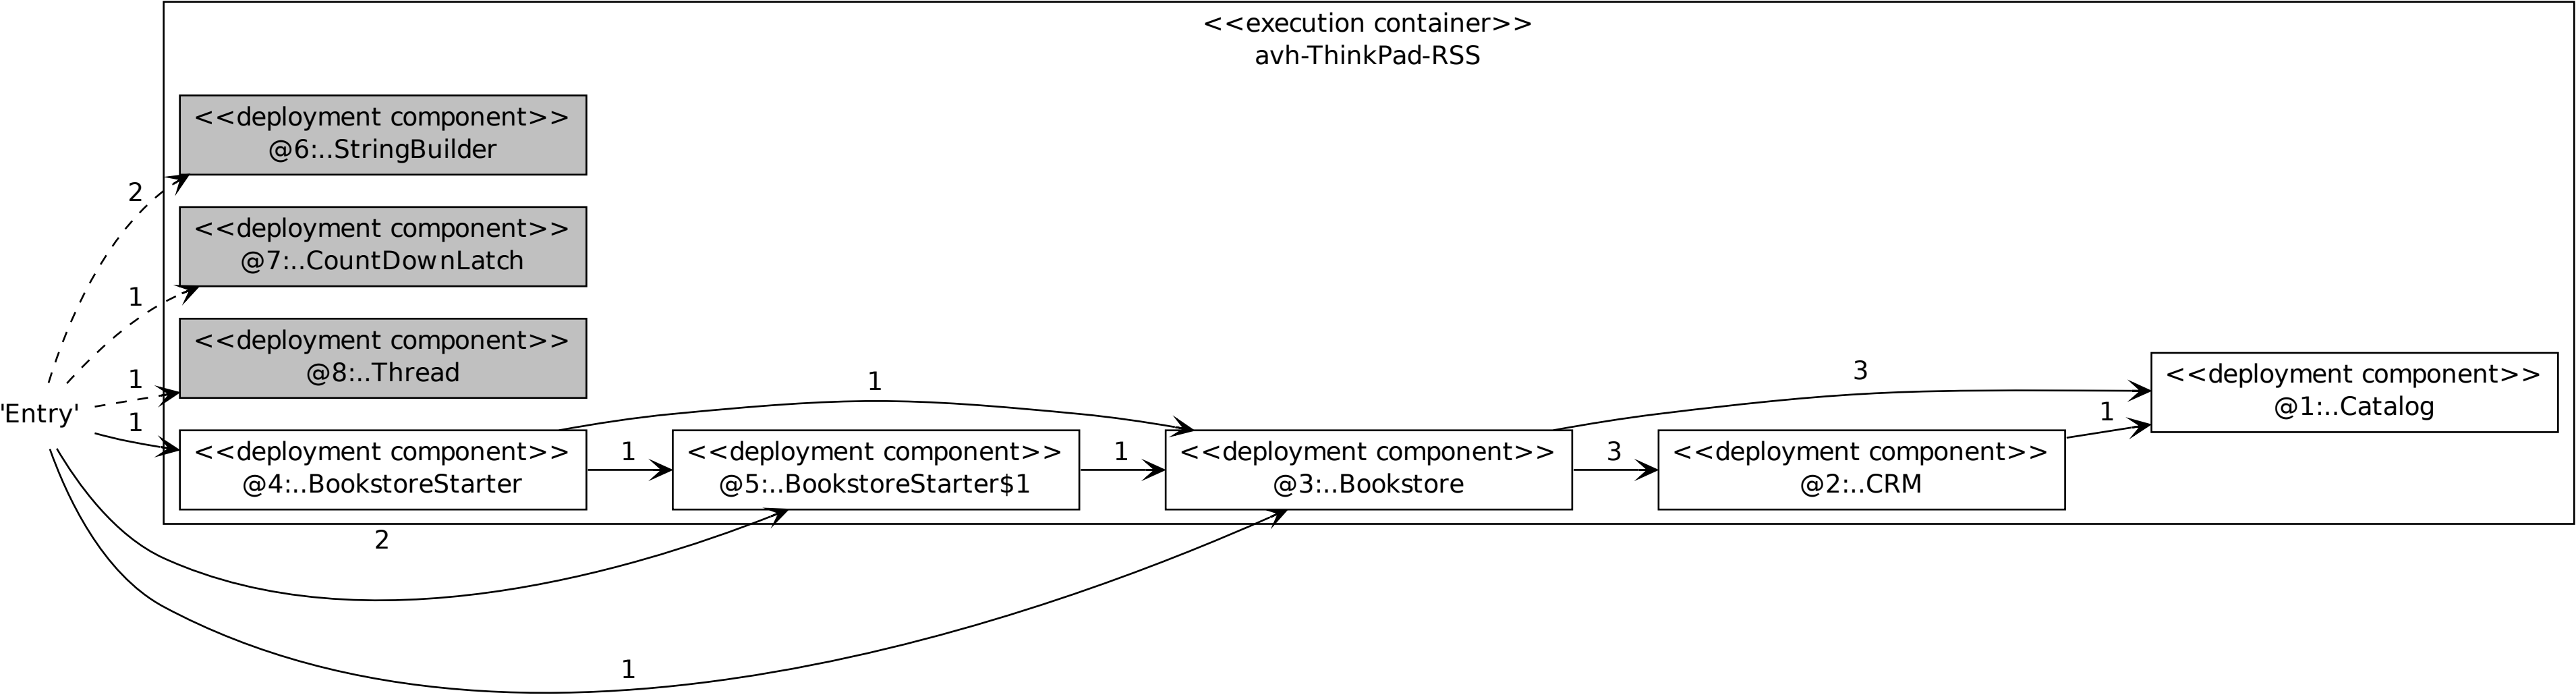 <<execution container>>
avh-ThinkPad-RSS
<<deployment component>>
@6:..StringBuilder
2
<<deployment component>>
@7:..CountDownLatch
1
<<deployment component>>
@8:..Thread
1
'Entry'
1
<<deployment component>>
@4:..BookstoreStarter
1
1
<<deployment component>>
@5:..BookstoreStarter$1
1
<<deployment component>>
@3:..Bookstore
3
3
<<deployment component>>
@2:..CRM
1
<<deployment component>>
@1:..Catalog
2
1